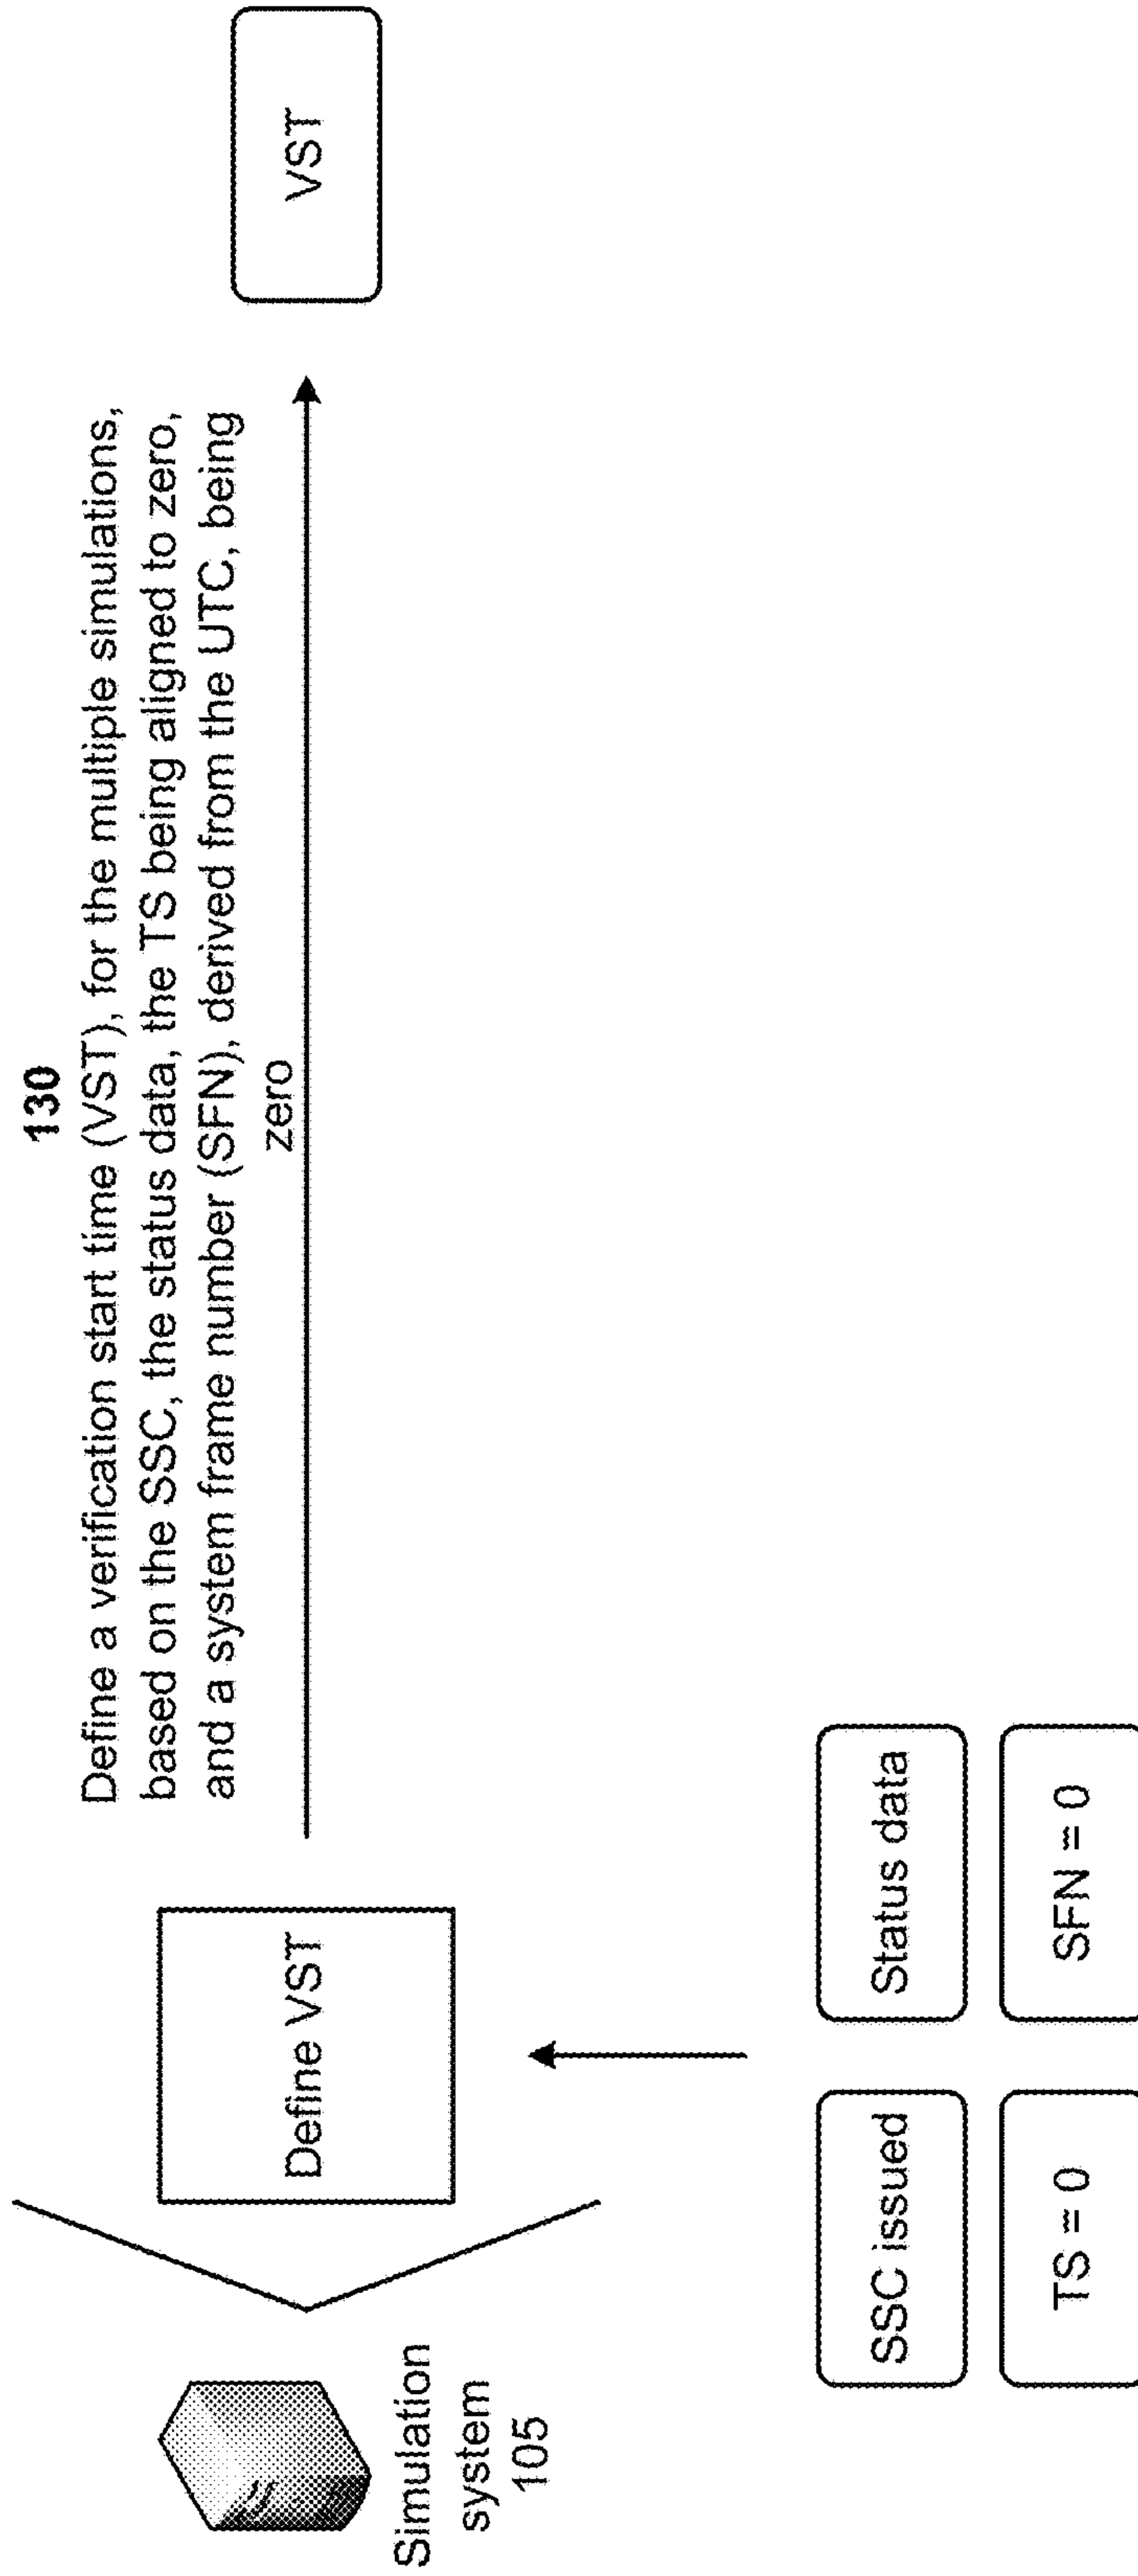 130
Define a verification start time (VST), for the multiple simulations,
based on the SSC, the status data, the TS being aligned to zero,
and a system frame number (SFN), derived from the UTC, being
zero
Simulation
system
105
Define VST
VST
SSC issued
Status data
TS = 0
SFN = 0